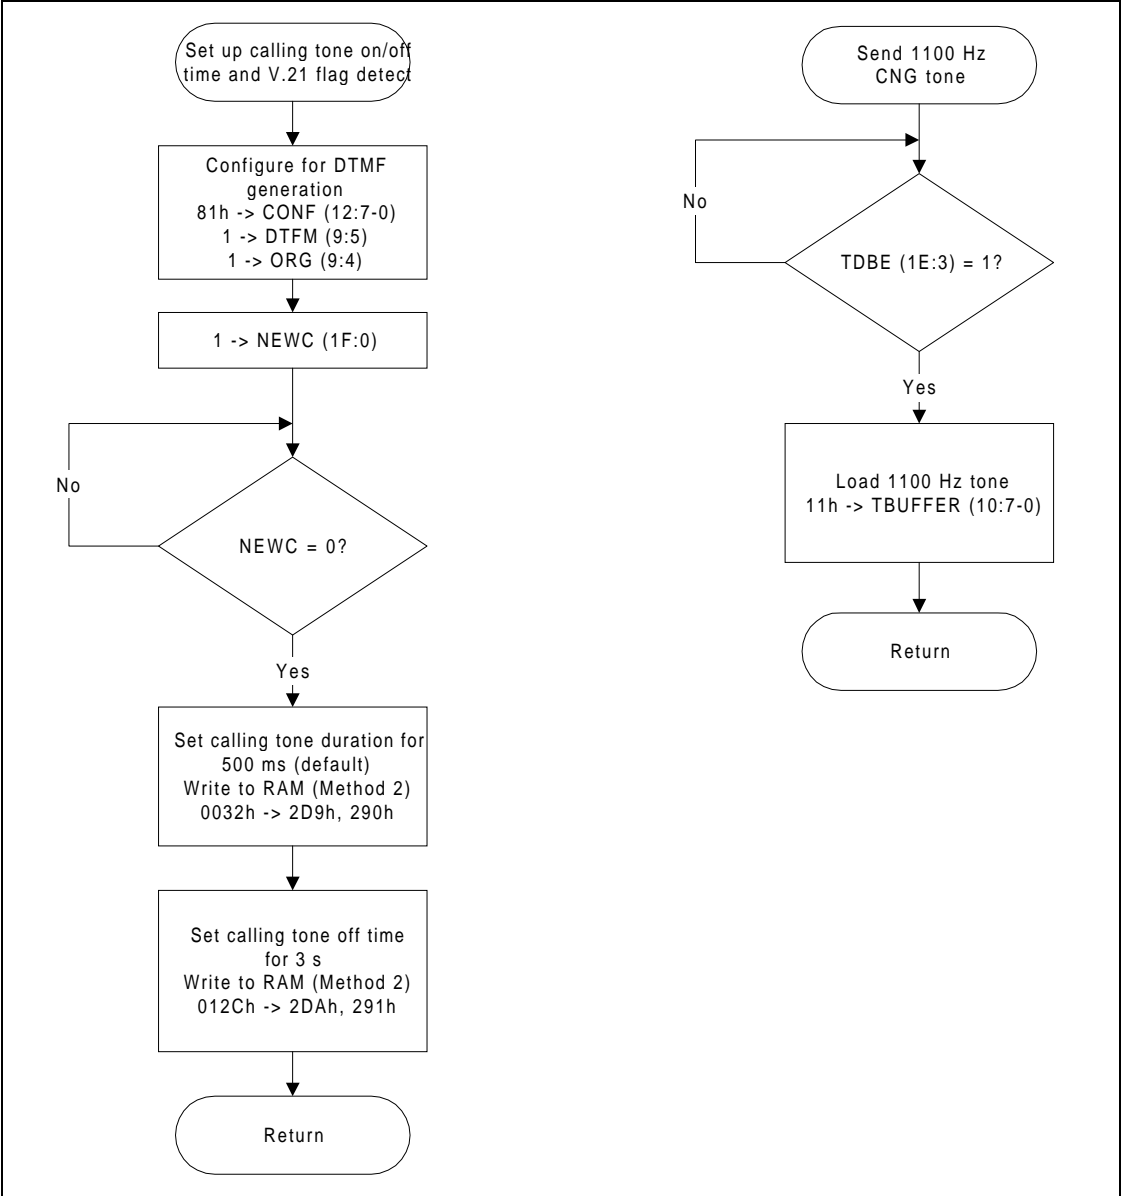 Set up calling tone on/off
time and V.21 flag detect
Configure for DTMF
generation
81h -> CONF (12:7-0)
1 -> DTFM (9:5)
1 -> ORG (9:4)
1 -> NEWC (1F:0)
No
NEWC = 0?
Yes
Set calling tone duration for
500 ms (default)
Write to RAM (Method 2)
0032h -> 2D9h, 290h
Set calling tone off time
for 3 s
Write to RAM (Method 2)
012Ch -> 2DAh, 291h
Return
Send 1100 Hz
CNG tone
No
TDBE (1E:3) = 1?
Yes
Load 1100 Hz tone
11h -> TBUFFER (10:7-0)
Return